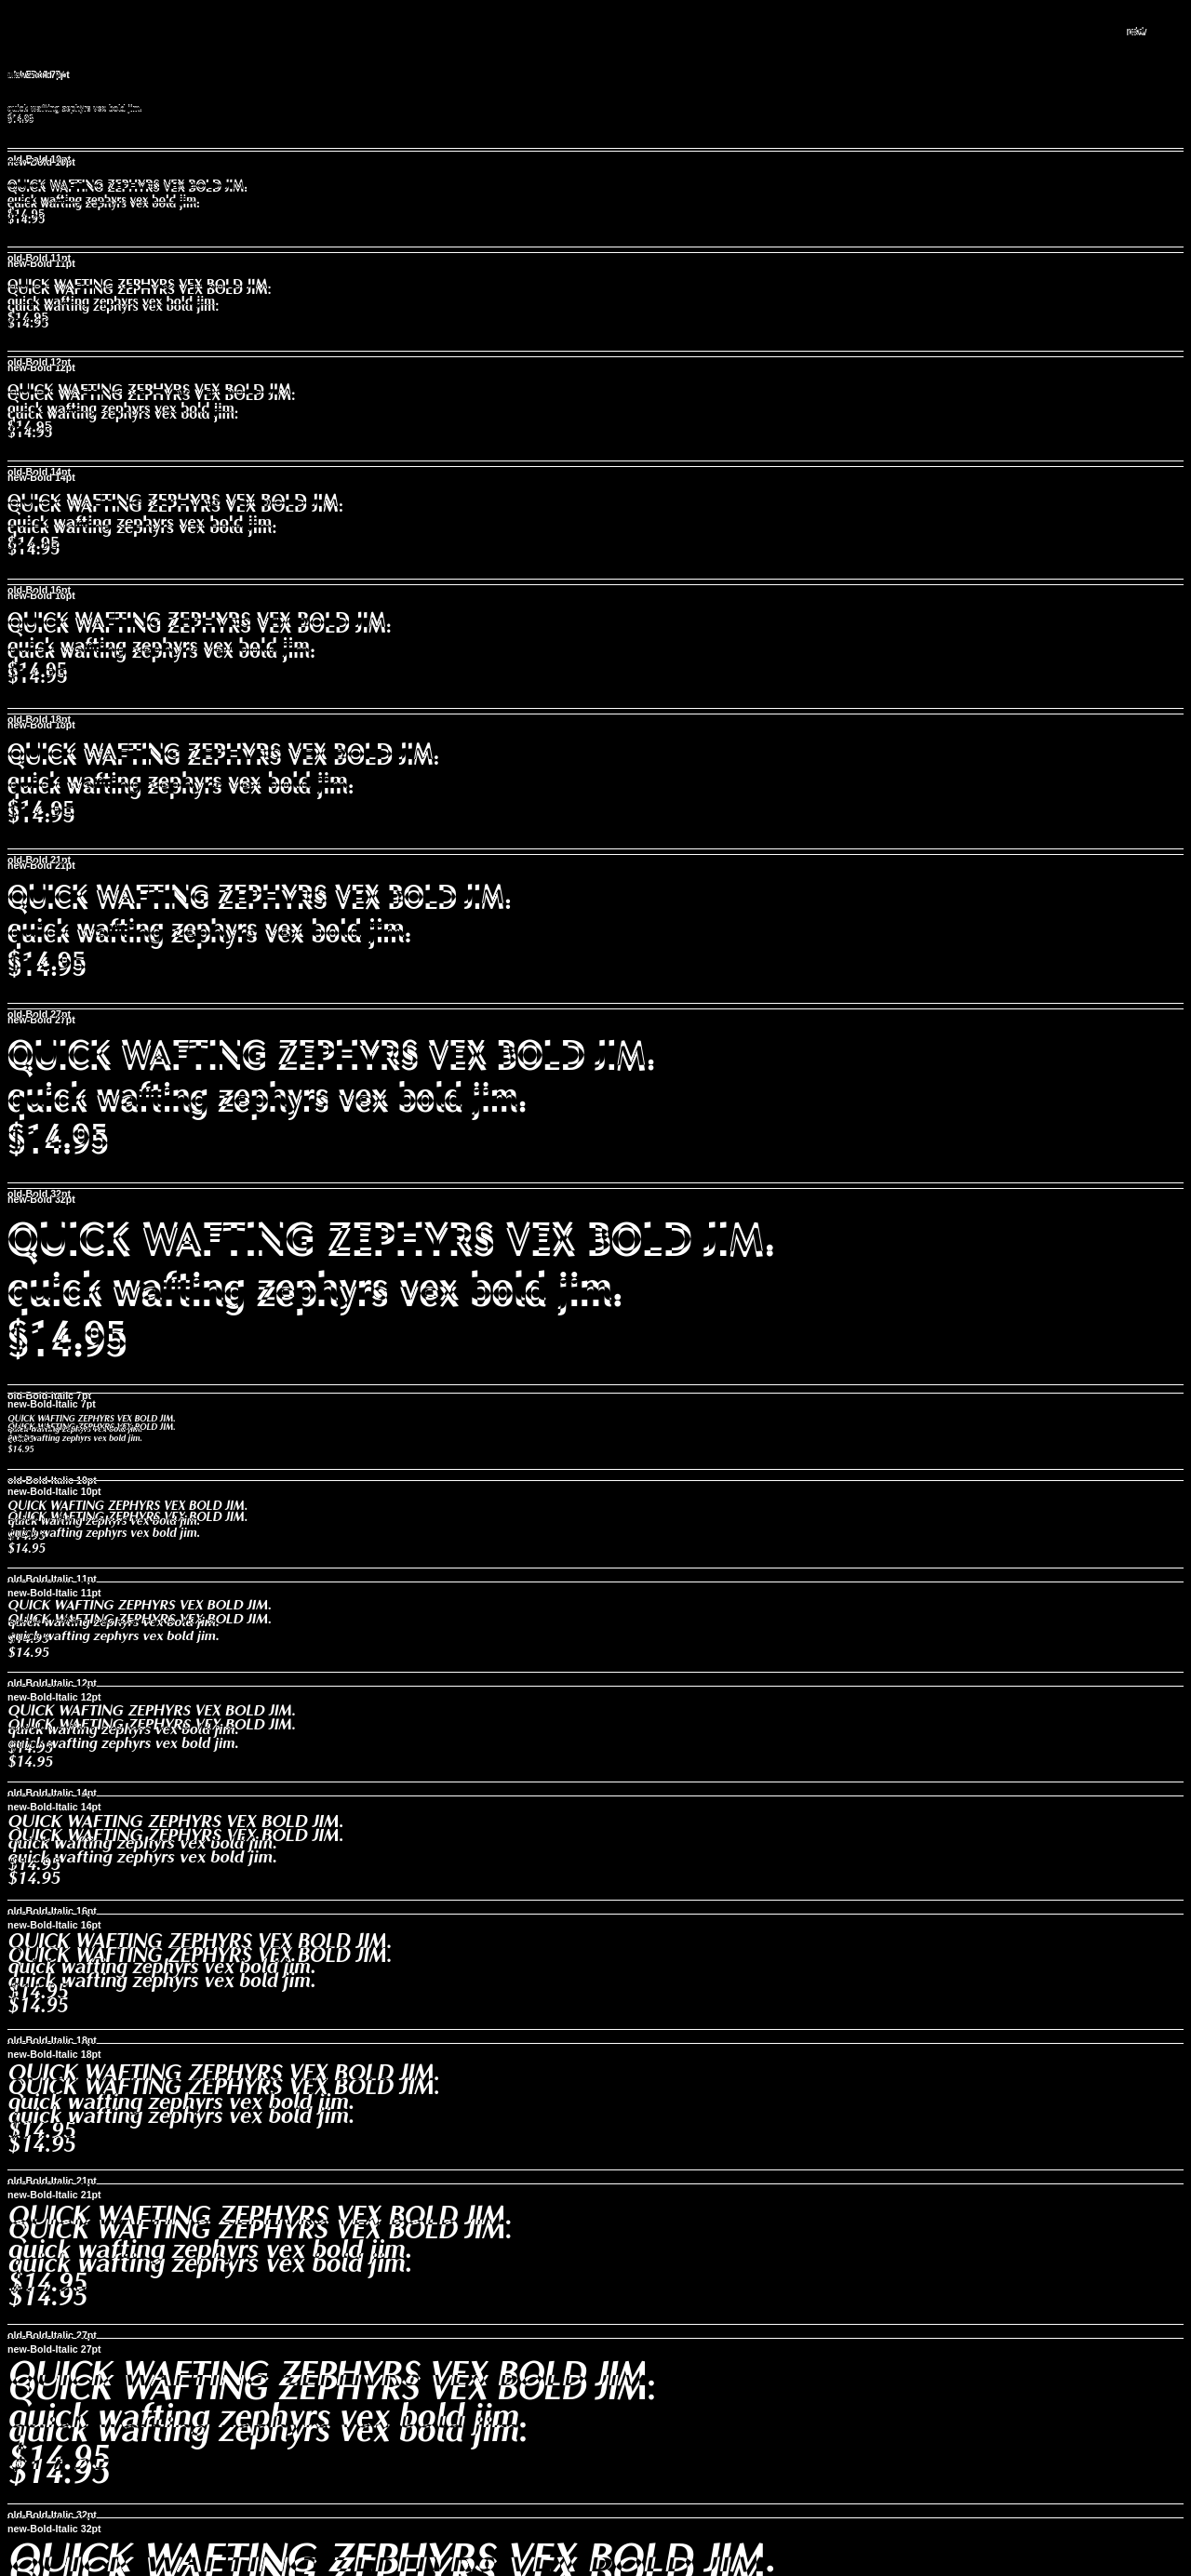 quick wafting zephyrs vex bold jim.
$14.95
old-Bold 10pt
new-Bold 10pt
QUICK WAFTING ZEPHYRS VEX BOLD JIM.
quick wafting zephyrs vex bold jim.
$14.95
old-Bold 11pt
new-Bold 11pt
QUICK WAFTING ZEPHYRS VEX BOLD JIM.
quick wafting zephyrs vex bold jim.
$14.95
old-Bold 12pt
new-Bold 12pt
QUICK WAFTING ZEPHYRS VEX BOLD JIM.
quick wafting zephyrs vex bold jim.
$14.95
old-Bold 14pt
new-Bold 14pt
QUICK WAFTING ZEPHYRS VEX BOLD JIM.
quick wafting zephyrs vex bold jim.
$14.95
old-Bold 16pt
new-Bold 16pt
QUICK WAFTING ZEPHYRS VEX BOLD JIM.
quick wafting zephyrs vex bold jim.
$14.95
old-Bold 18pt
new-Bold 18pt
QUICK WAFTING ZEPHYRS VEX BOLD JIM.
quick wafting zephyrs vex bold jim.
$14.95
old-Bold 21pt
new-Bold 21pt
QUICK WAFTING ZEPHYRS VEX BOLD JIM.
quick wafting zephyrs vex bold jim.
$14.95
old-Bold 27pt
new-Bold 27pt
QUICK WAFTING ZEPHYRS VEX BOLD JIM.
quick wafting zephyrs vex bold jim.
$14.95
old-Bold 32pt
new-Bold 32pt
QUICK WAFTING ZEPHYRS VEX BOLD JIM.
quick wafting zephyrs vex bold jim.
$14.95
old-Bold-Italic 7pt
new-Bold-Italic 7pt
QUICK WAFTING ZEPHYRS VEX BOLD JIM.
QUICK WAFTING ZEPHYRS VEX BOLD JIM.
quick wafting zephyrs vex bold jim.
quick wafting zephyrs vex bold jim.
$14.95
old-Bold-Italic 10pt
new-Bold-Italic 10pt
QUICK WAFTING ZEPHYRS VEX BOLD JIM.
QUICK WAFTING ZEPHYRS VEX BOLD JIM.
quick wafting zephyrs vex bold jim.
quick wafting zephyrs vex bold jim.
$14.95
$14.95
old-Bold-Italic 11pt
new-Bold-Italic 11pt
QUICK WAFTING ZEPHYRS VEX BOLD JIM.
QUICK WAFTING ZEPHYRS VEX BOLD JIM.
quick wafting zephyrs vex bold jim.
quick wafting zephyrs vex bold jim.
$14.95
$14.95
old-Bold-Italic 12pt
new-Bold-Italic 12pt
QUICK WAFTING ZEPHYRS VEX BOLD JIM.
QUICK WAFTING ZEPHYRS VEX BOLD JIM.
quick wafting zephyrs vex bold jim.
quick wafting zephyrs vex bold jim.
$14.95
$14.95
old-Bold-Italic 14pt
new-Bold-Italic 14pt
QUICK WAFTING ZEPHYRS VEX BOLD JIM.
QUICK WAFTING ZEPHYRS VEX BOLD JIM.
quick wafting zephyrs vex bold jim.
quick wafting zephyrs vex bold jim.
$14.95
$14.95
old-Bold-Italic 16pt
new-Bold-Italic 16pt
QUICK WAFTING ZEPHYRS VEX BOLD JIM.
QUICK WAFTING ZEPHYRS VEX BOLD JIM.
quick wafting zephyrs vex bold jim.
quick wafting zephyrs vex bold jim.
$14.95
$14.95
old-Bold-Italic 18pt
new-Bold-Italic 18pt
QUICK WAFTING ZEPHYRS VEX BOLD JIM.
QUICK WAFTING ZEPHYRS VEX BOLD JIM.
quick wafting zephyrs vex bold jim.
quick wafting zephyrs vex bold jim.
$14.95
$14.95
old-Bold-Italic 21pt
new-Bold-Italic 21pt
QUICK WAFTING ZEPHYRS VEX BOLD JIM.
QUICK WAFTING ZEPHYRS VEX BOLD JIM.
quick wafting zephyrs vex bold jim.
quick wafting zephyrs vex bold jim.
$14.95
$14.95
old-Bold-Italic 27pt
new-Bold-Italic 27pt
QUICK WAFTING ZEPHYRS VEX BOLD JIM.
QUICK WAFTING ZEPHYRS VEX BOLD JIM.
quick wafting zephyrs vex bold jim.
quick wafting zephyrs vex bold jim.
$14.95
$14.95
old-Bold-Italic 32pt
new-Bold-Italic 32pt
QUICK WAFTING ZEPHYRS VEX BOLD JIM.